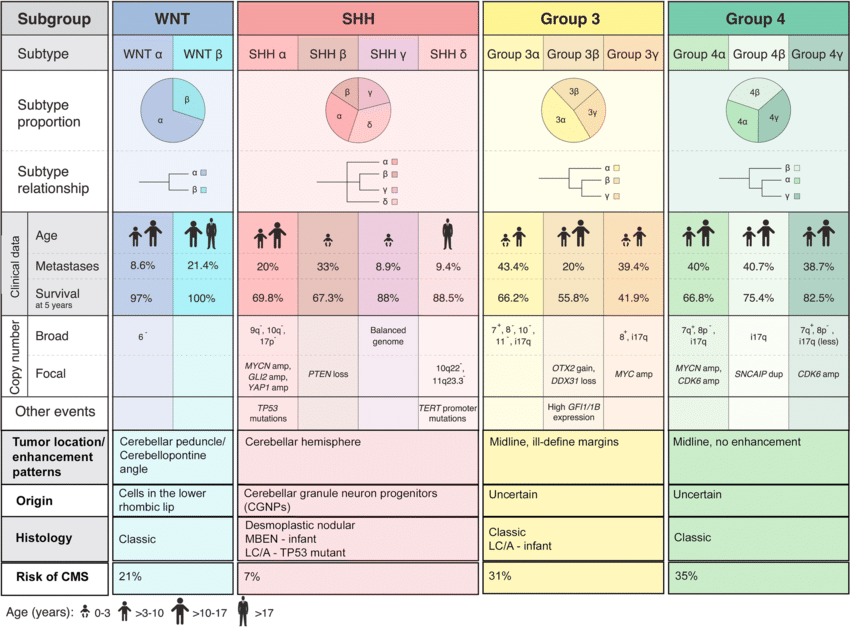 Subgroup WNT SHH Group 3 Group 4
Subtype WNT α WNT β SHH α SHH β SHH γ SHH δ Group 3α Group 3β Group 3γ Group 4α Group 4β Group 4γ
Subtype
proportion
α β
α β γ δ
3α 3β 3γ
4α 4β 4γ
Subtype
relationship
α
β
α
β
γ
δ
α
β
γ
β
α
γ
Clinical data
Age
Metastases 8.6% 21.4% 20% 33% 8.9% 9.4% 43.4% 20% 39.4% 40% 40.7% 38.7%
Survival
at 5 years
97% 100% 69.8% 67.3% 88% 88.5% 66.2% 55.8% 41.9% 66.8% 75.4% 82.5%
Copy number
Broad
6⁻
9q⁻, 10q⁻,
17p⁻
Balanced
genome
7⁺, 8⁻, 10⁻,
11⁻, i17q
8⁺, i17q
7q⁺, 8p⁻,
i17q
i17q
7q⁺, 8p⁻,
i17q (less)
Focal
MYCN amp,
GLI2 amp,
YAP1 amp
PTEN loss
10q22⁻,
11q23.3⁻
OTX2 gain,
DDX31 loss
MYC amp
MYCN amp,
CDK6 amp
SNCAIP dup
CDK6 amp
Other events
TP53
mutations
TERT promoter
mutations
High GFI1/1B
expression
Tumor location/
enhancement
patterns
Cerebellar peduncle/
Cerebellopontine
angle
Cerebellar hemisphere
Midline, ill-define margins
Midline, no enhancement
Origin
Cells in the lower
rhombic lip
Cerebellar granule neuron progenitors
(CGNPs)
Uncertain
Uncertain
Histology
Classic
Desmoplastic nodular
MBEN - infant
LC/A - TP53 mutant
Classic
LC/A - infant
Classic
Risk of CMS 21% 7% 31% 35%
Age (years): 0-3 >3-10 >10-17 >17